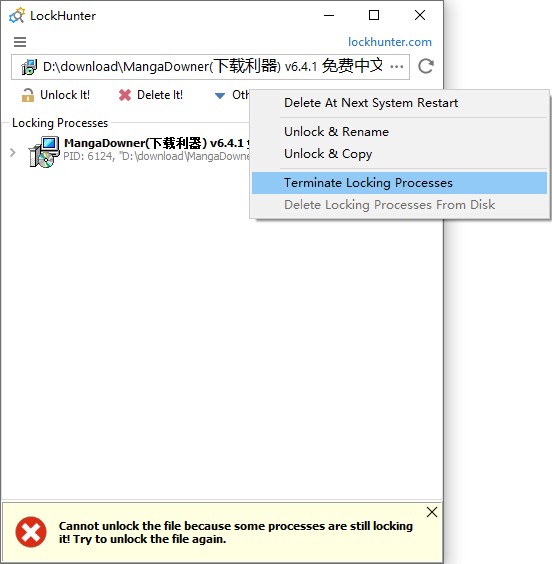 LockHunter
lockhunter.com
D:\download\MangaDowner(下载利器) v6.4.1 免费中文
Unlock It!
Delete It!
Oth
Delete At Next System Restart
Unlock & Rename
Unlock & Copy
Terminate Locking Processes
Delete Locking Processes From Disk
Locking Processes
MangaDowner(下载利器) v6.4.1
PID: 6124, "D:\download\MangaDowne
Cannot unlock the file because some processes are still locking
it! Try to unlock the file again.